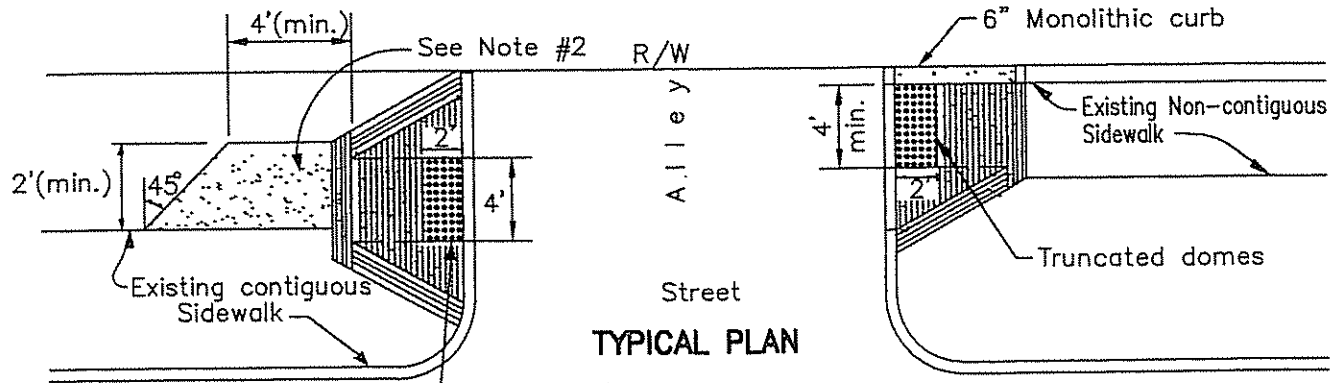 4'(min.)
See Note #2
R/W
6" Monolithic curb
2'(min.)
45°
2'
4'
Alley
4'
min.
2'
Existing Non-contiguous
Sidewalk
Truncated domes
Existing contiguous
Sidewalk
Street
TYPICAL PLAN